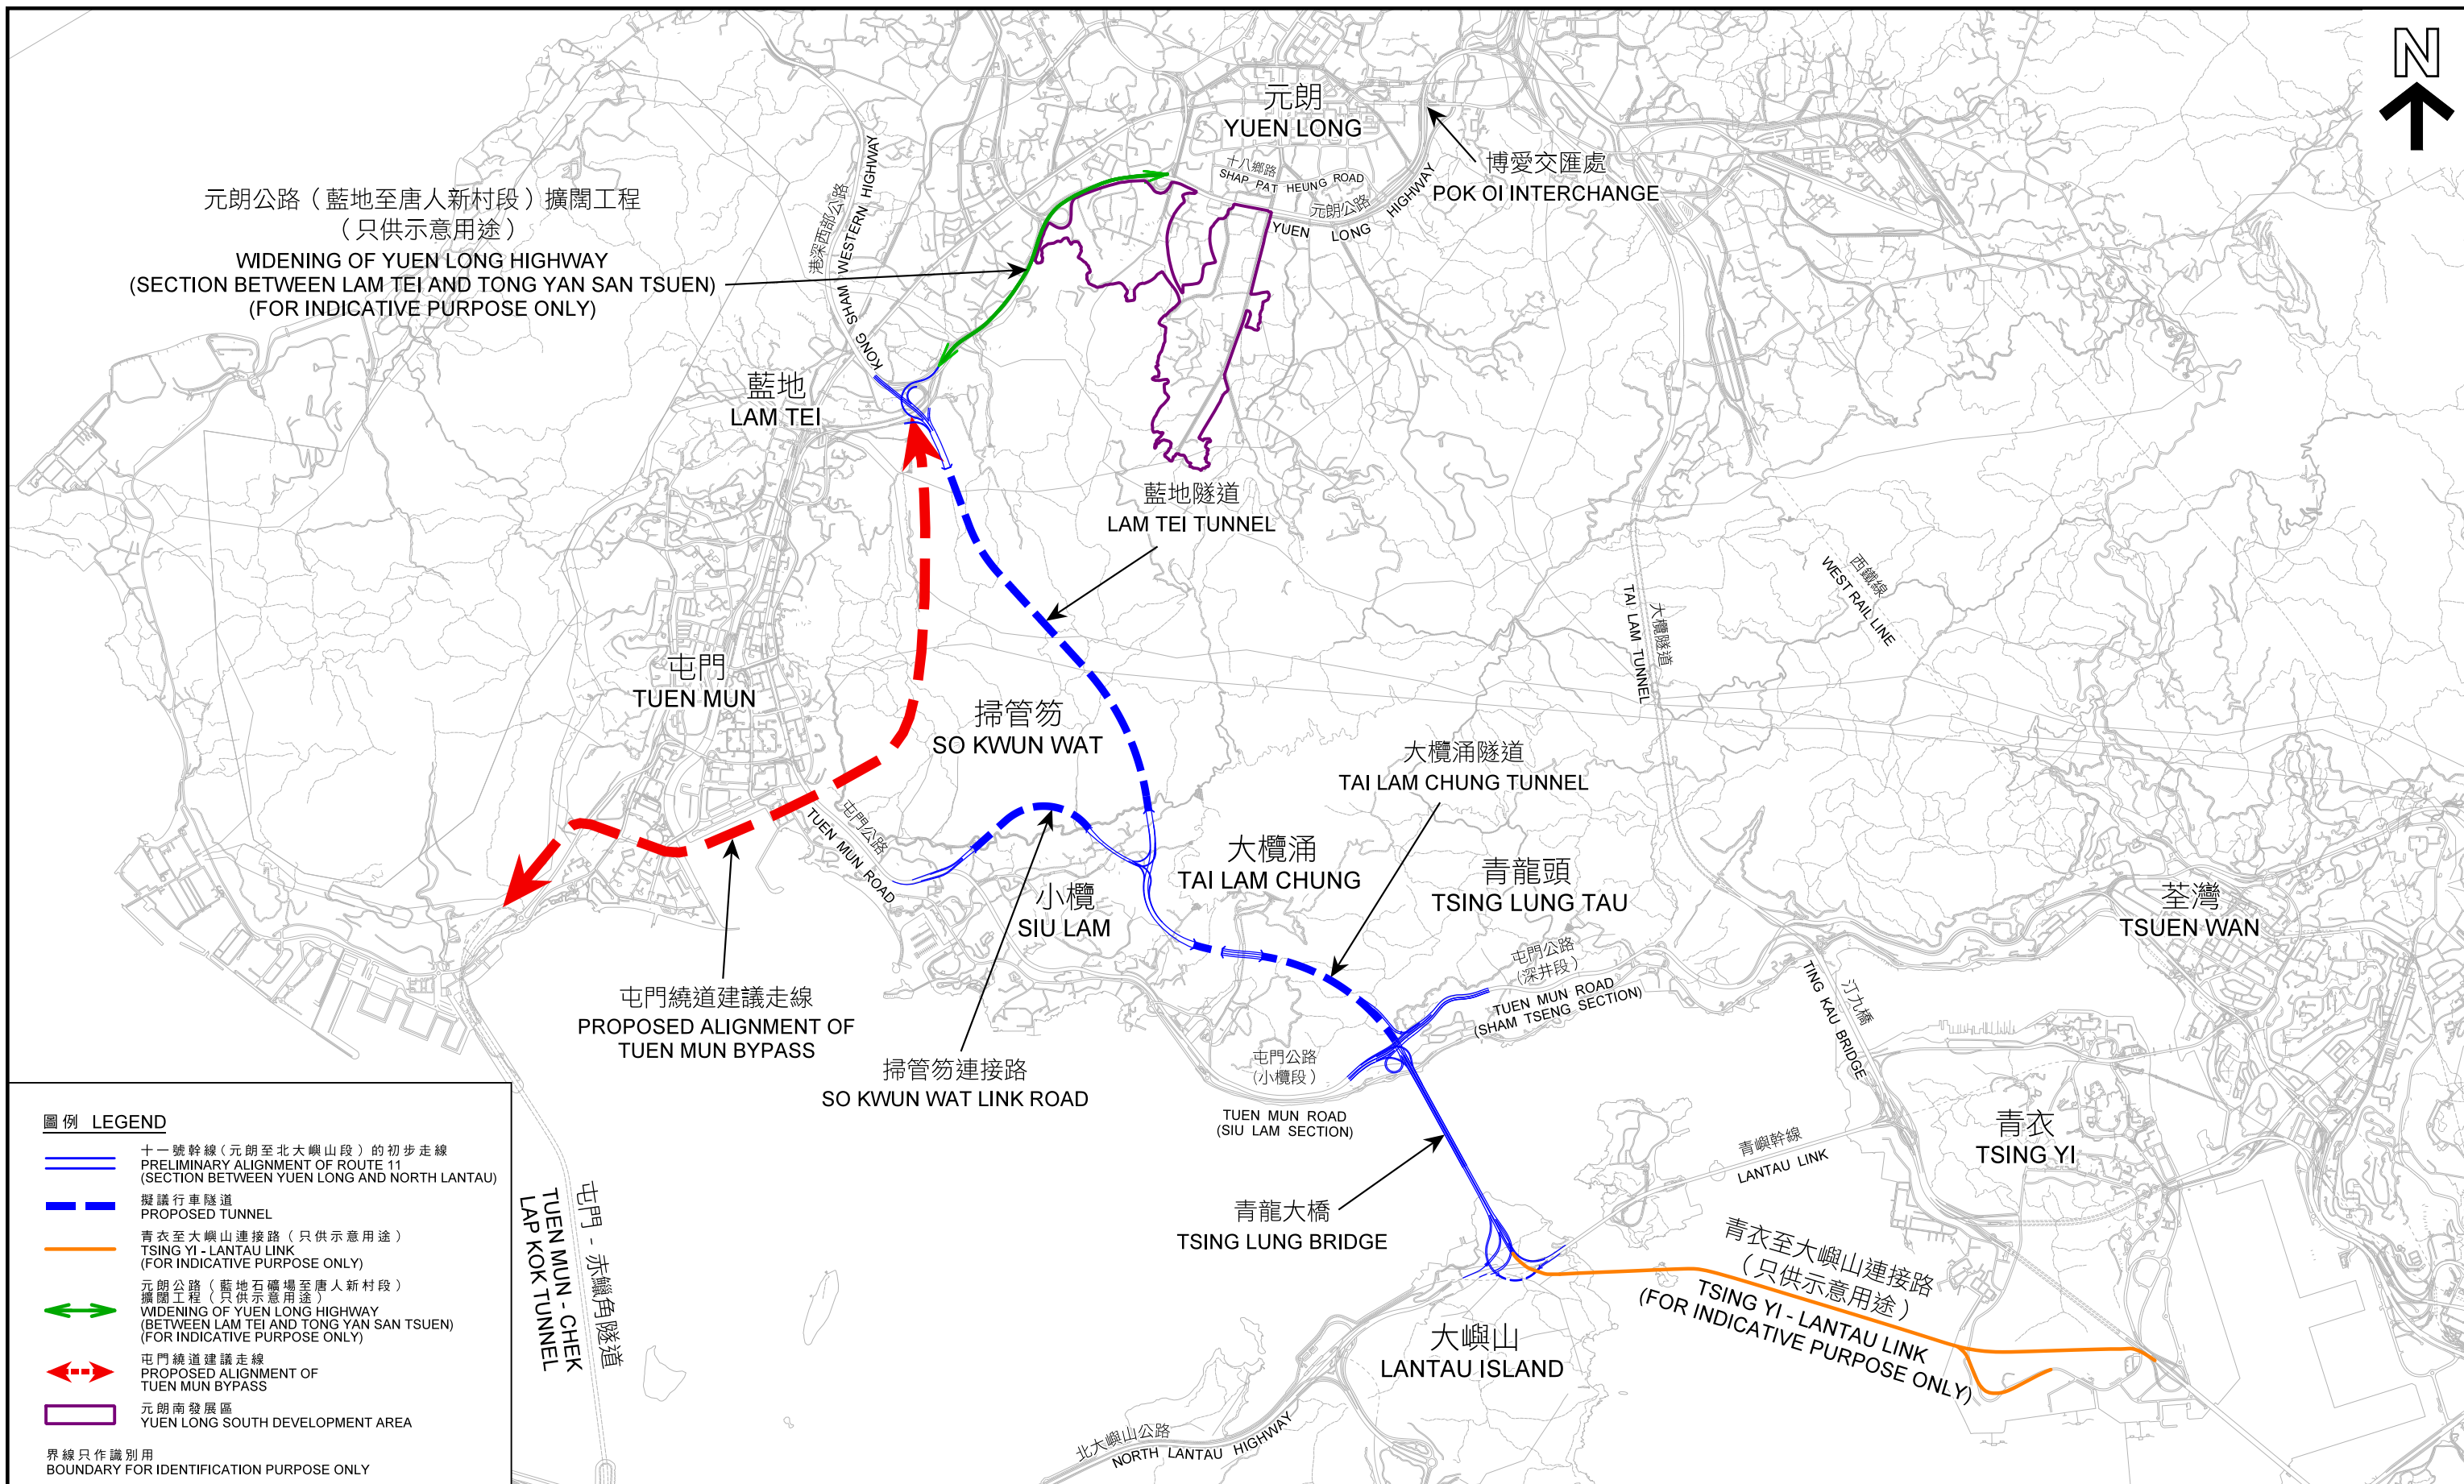 N
元朗
YUEN LONG
十八鄉路
SHAP PAT HEUNG ROAD
博愛交匯處
POK OI INTERCHANGE
元朗公路
YUEN LONG HIGHWAY
元朗公路（藍地至唐人新村段）擴闊工程
（只供示意用途）
WIDENING OF YUEN LONG HIGHWAY
(SECTION BETWEEN LAM TEI AND TONG YAN SAN TSUEN)
(FOR INDICATIVE PURPOSE ONLY)
港深西部公路
KONG SHAM WESTERN HIGHWAY
藍地
LAM TEI
藍地隧道
LAM TEI TUNNEL
西鐵線
WEST RAIL LINE
大欖隧道
TAI LAM TUNNEL
屯門
TUEN MUN
掃管笏
SO KWUN WAT
大欖涌隧道
TAI LAM CHUNG TUNNEL
屯門公路
TUEN MUN ROAD
大欖涌
TAI LAM CHUNG
青龍頭
TSING LUNG TAU
小欖
SIU LAM
荃灣
TSUEN WAN
屯門公路
（深井段）
TUEN MUN ROAD
(SHAM TSENG SECTION)
汀九橋
TING KAU BRIDGE
屯門繞道建議走線
PROPOSED ALIGNMENT OF
TUEN MUN BYPASS
掃管笏連接路
SO KWUN WAT LINK ROAD
屯門公路
（小欖段）
TUEN MUN ROAD
(SIU LAM SECTION)
青衣
TSING YI
青嶼幹線
LANTAU LINK
青龍大橋
TSING LUNG BRIDGE
青衣至大嶼山連接路
（只供示意用途）
TSING YI - LANTAU LINK
(FOR INDICATIVE PURPOSE ONLY)
屯門 - 赤鱲角隧道
TUEN MUN - CHEK
LAP KOK TUNNEL
大嶼山
LANTAU ISLAND
北大嶼山公路
NORTH LANTAU HIGHWAY
圖例 LEGEND
十一號幹線（元朗至北大嶼山段）的初步走線
PRELIMINARY ALIGNMENT OF ROUTE 11
(SECTION BETWEEN YUEN LONG AND NORTH LANTAU)
擬議行車隧道
PROPOSED TUNNEL
青衣至大嶼山連接路（只供示意用途）
TSING YI - LANTAU LINK
(FOR INDICATIVE PURPOSE ONLY)
元朗公路（藍地石礦場至唐人新村段）
擴闊工程（只供示意用途）
WIDENING OF YUEN LONG HIGHWAY
(BETWEEN LAM TEI AND TONG YAN SAN TSUEN)
(FOR INDICATIVE PURPOSE ONLY)
屯門繞道建議走線
PROPOSED ALIGNMENT OF
TUEN MUN BYPASS
元朗南發展區
YUEN LONG SOUTH DEVELOPMENT AREA
界線只作識別用
BOUNDARY FOR IDENTIFICATION PURPOSE ONLY